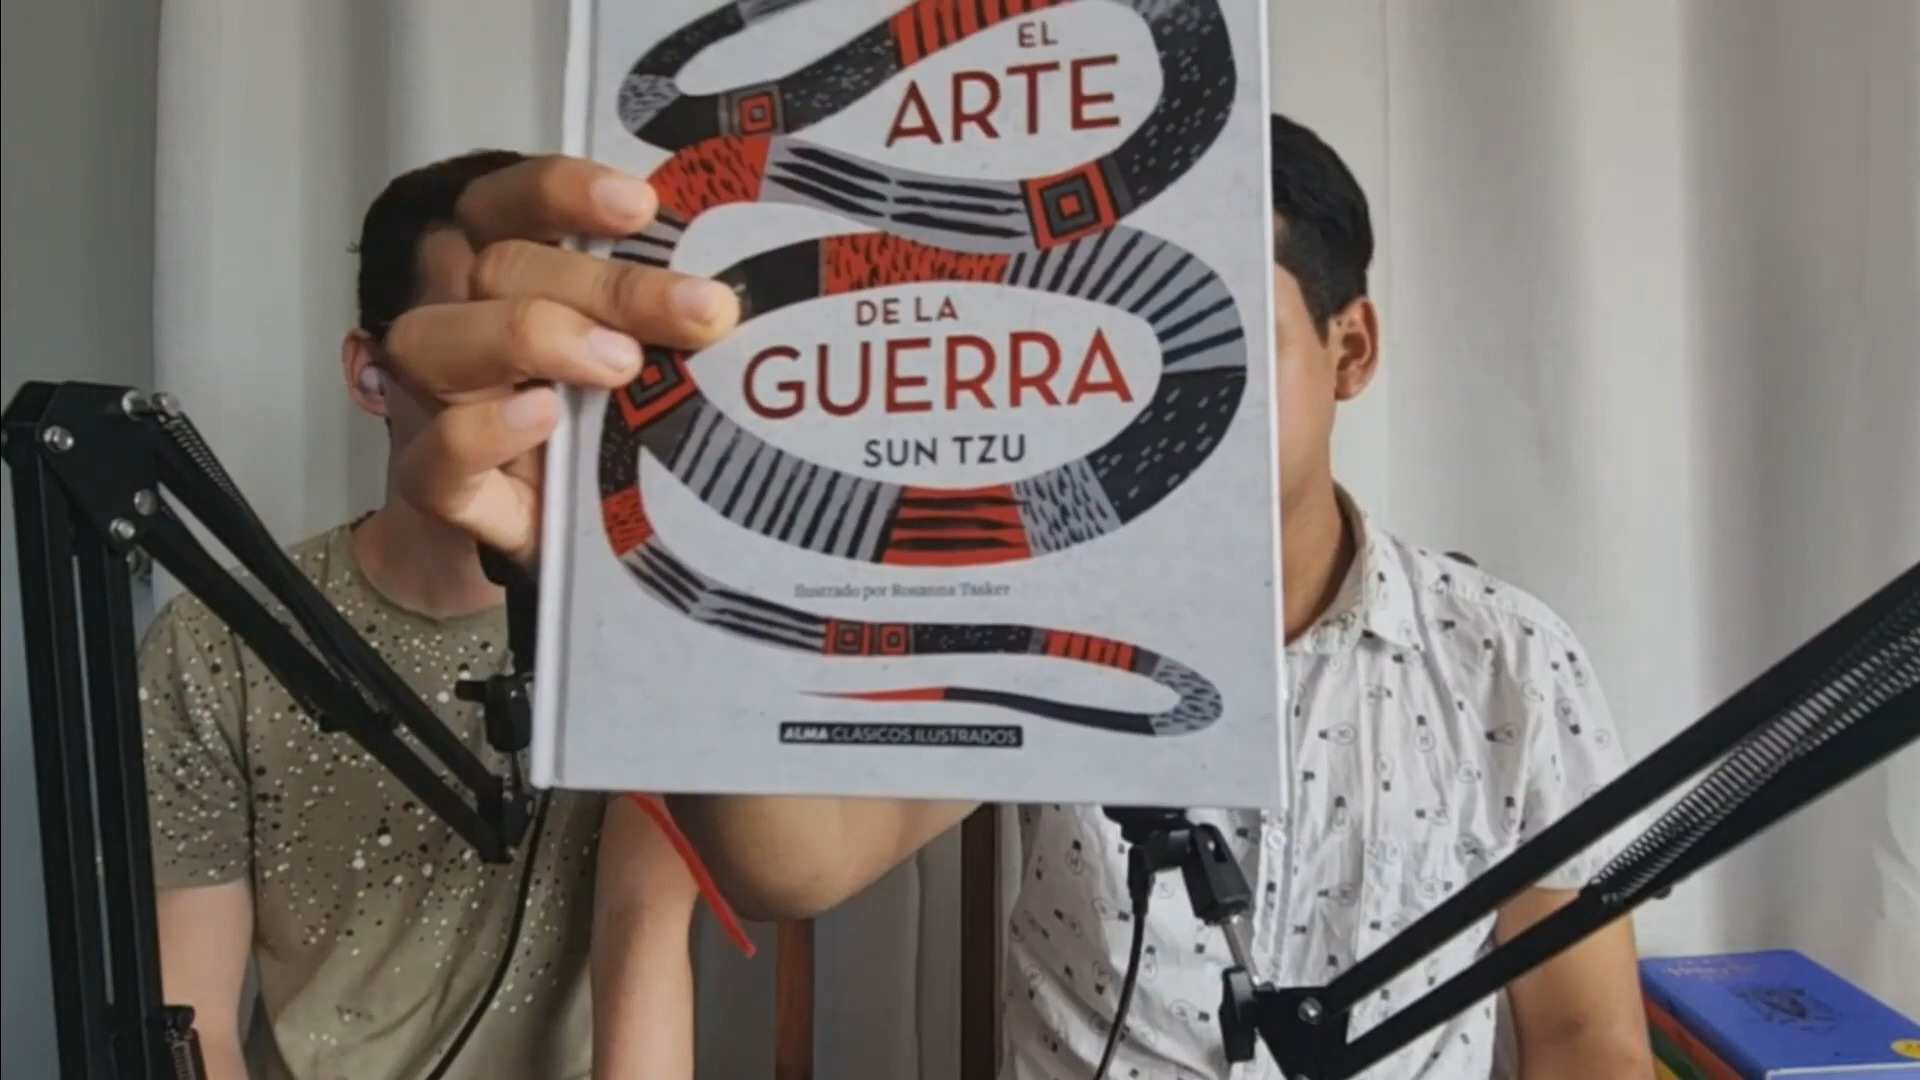 EL
ARTE
DE LA
GUERRA
SUN TZU
Ilustrado por Rosanna Tasker
ALMA CLÁSICOS ILUSTRADOS